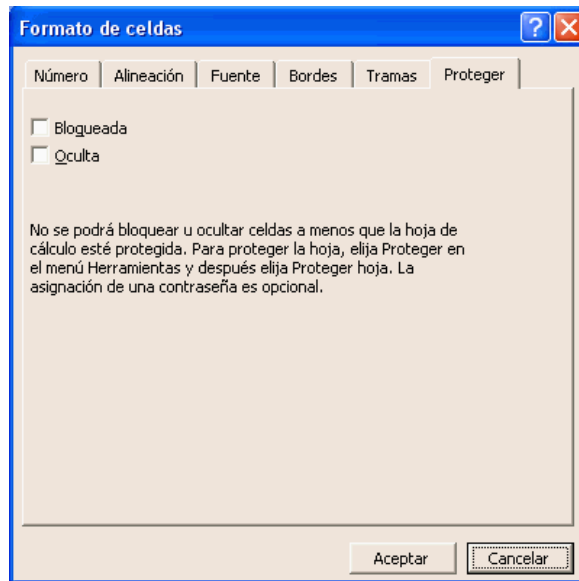 Formato de celdas
Número Alineación Fuente Bordes Tramas Proteger
Bloqueada
Oculta
No se podrá bloquear u ocultar celdas a menos que la hoja de
cálculo esté protegida. Para proteger la hoja, elija Proteger en
el menú Herramientas y después elija Proteger hoja. La
asignación de una contraseña es opcional.
Aceptar Cancelar